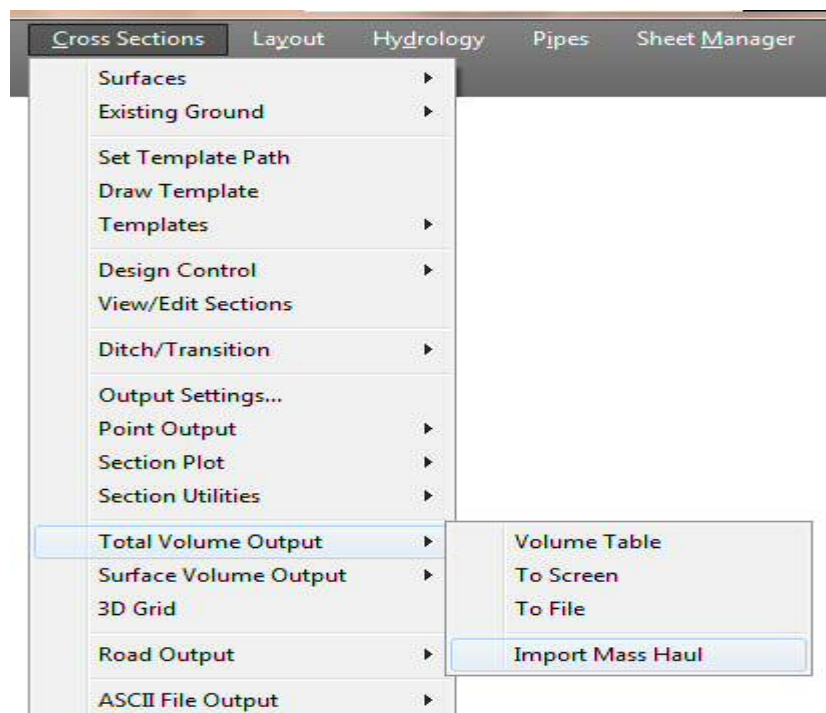 Cross Sections Layout Hydrology Pipes Sheet Manager
Surfaces
Existing Ground
Set Template Path
Draw Template
Templates
Design Control
View/Edit Sections
Ditch/Transition
Output Settings...
Point Output
Section Plot
Section Utilities
Total Volume Output
Surface Volume Output
3D Grid
Road Output
ASCII File Output
Volume Table
To Screen
To File
Import Mass Haul